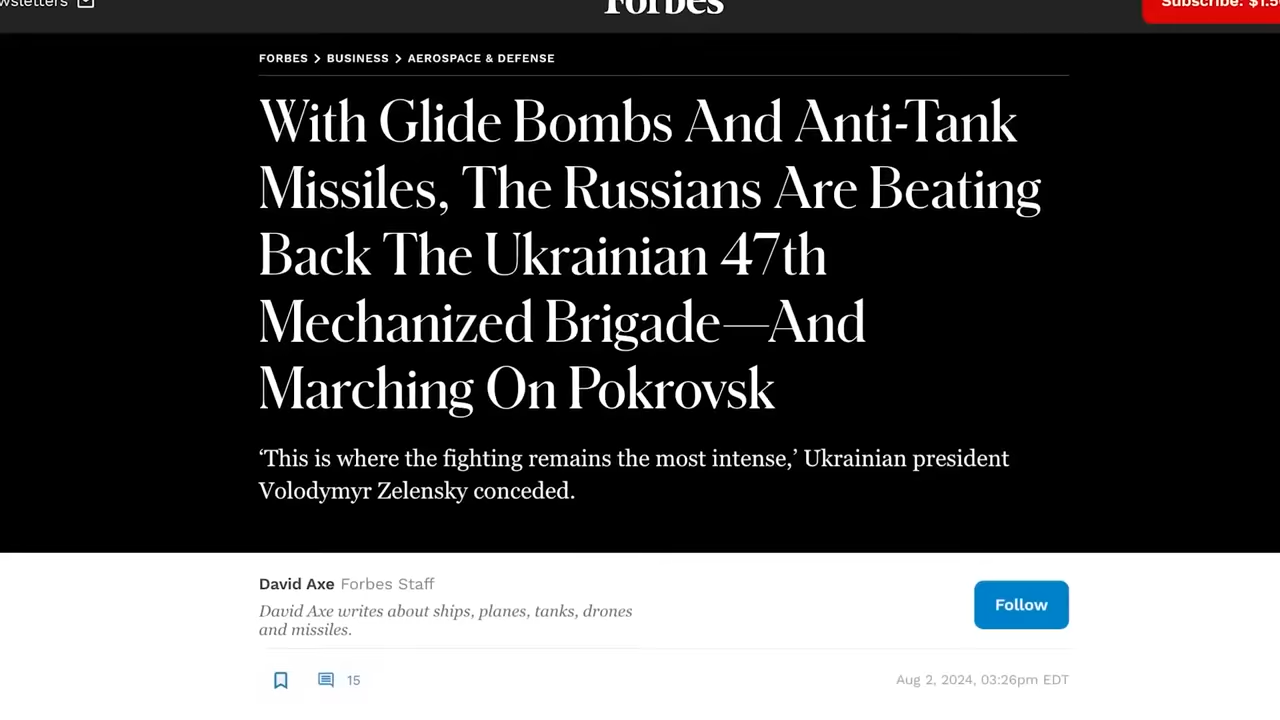 Forbes
Subscribe: $1.5
FORBES > BUSINESS > AEROSPACE & DEFENSE
With Glide Bombs And Anti-Tank
Missiles, The Russians Are Beating
Back The Ukrainian 47th
Mechanized Brigade—And
Marching On Pokrovsk
‘This is where the fighting remains the most intense,’ Ukrainian president
Volodymyr Zelensky conceded.
David Axe Forbes Staff
Follow
David Axe writes about ships, planes, tanks, drones
and missiles.
15
Aug 2, 2024, 03:26pm EDT